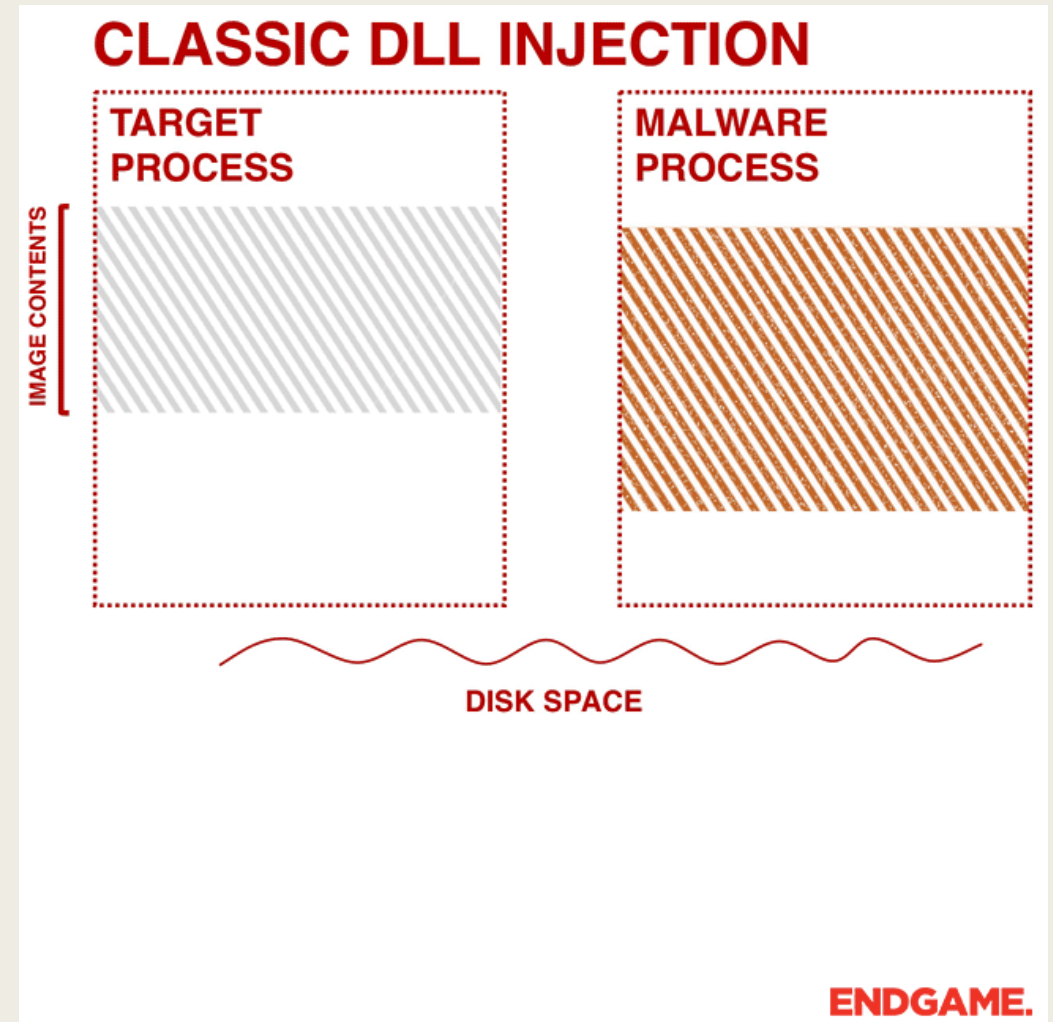 CLASSIC DLL INJECTION
TARGET
PROCESS
MALWARE
PROCESS
IMAGE CONTENTS
DISK SPACE
ENDGAME.